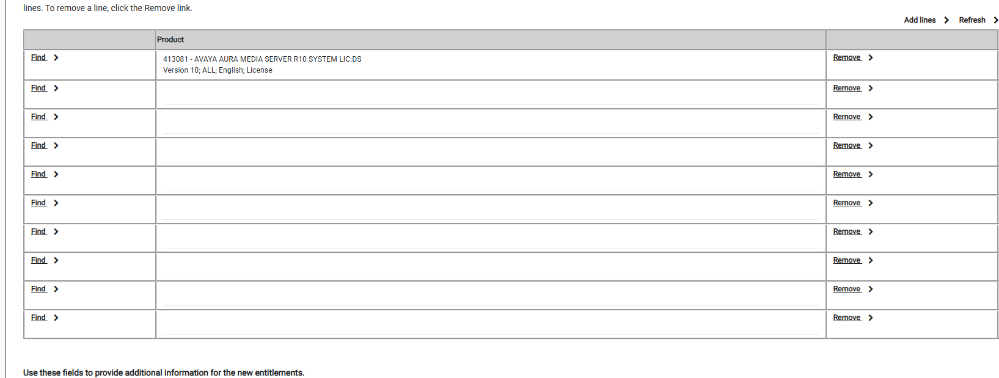 lines. To remove a line, click the Remove link.
Add lines Refresh
Product
Find 413081 - AVAYA AURA MEDIA SERVER R10 SYSTEM LIC:DS Remove
Version 10; ALL; English; License
Find Remove
Find Remove
Find Remove
Find Remove
Find Remove
Find Remove
Find Remove
Find Remove
Find Remove
Use these fields to provide additional information for the new entitlements.